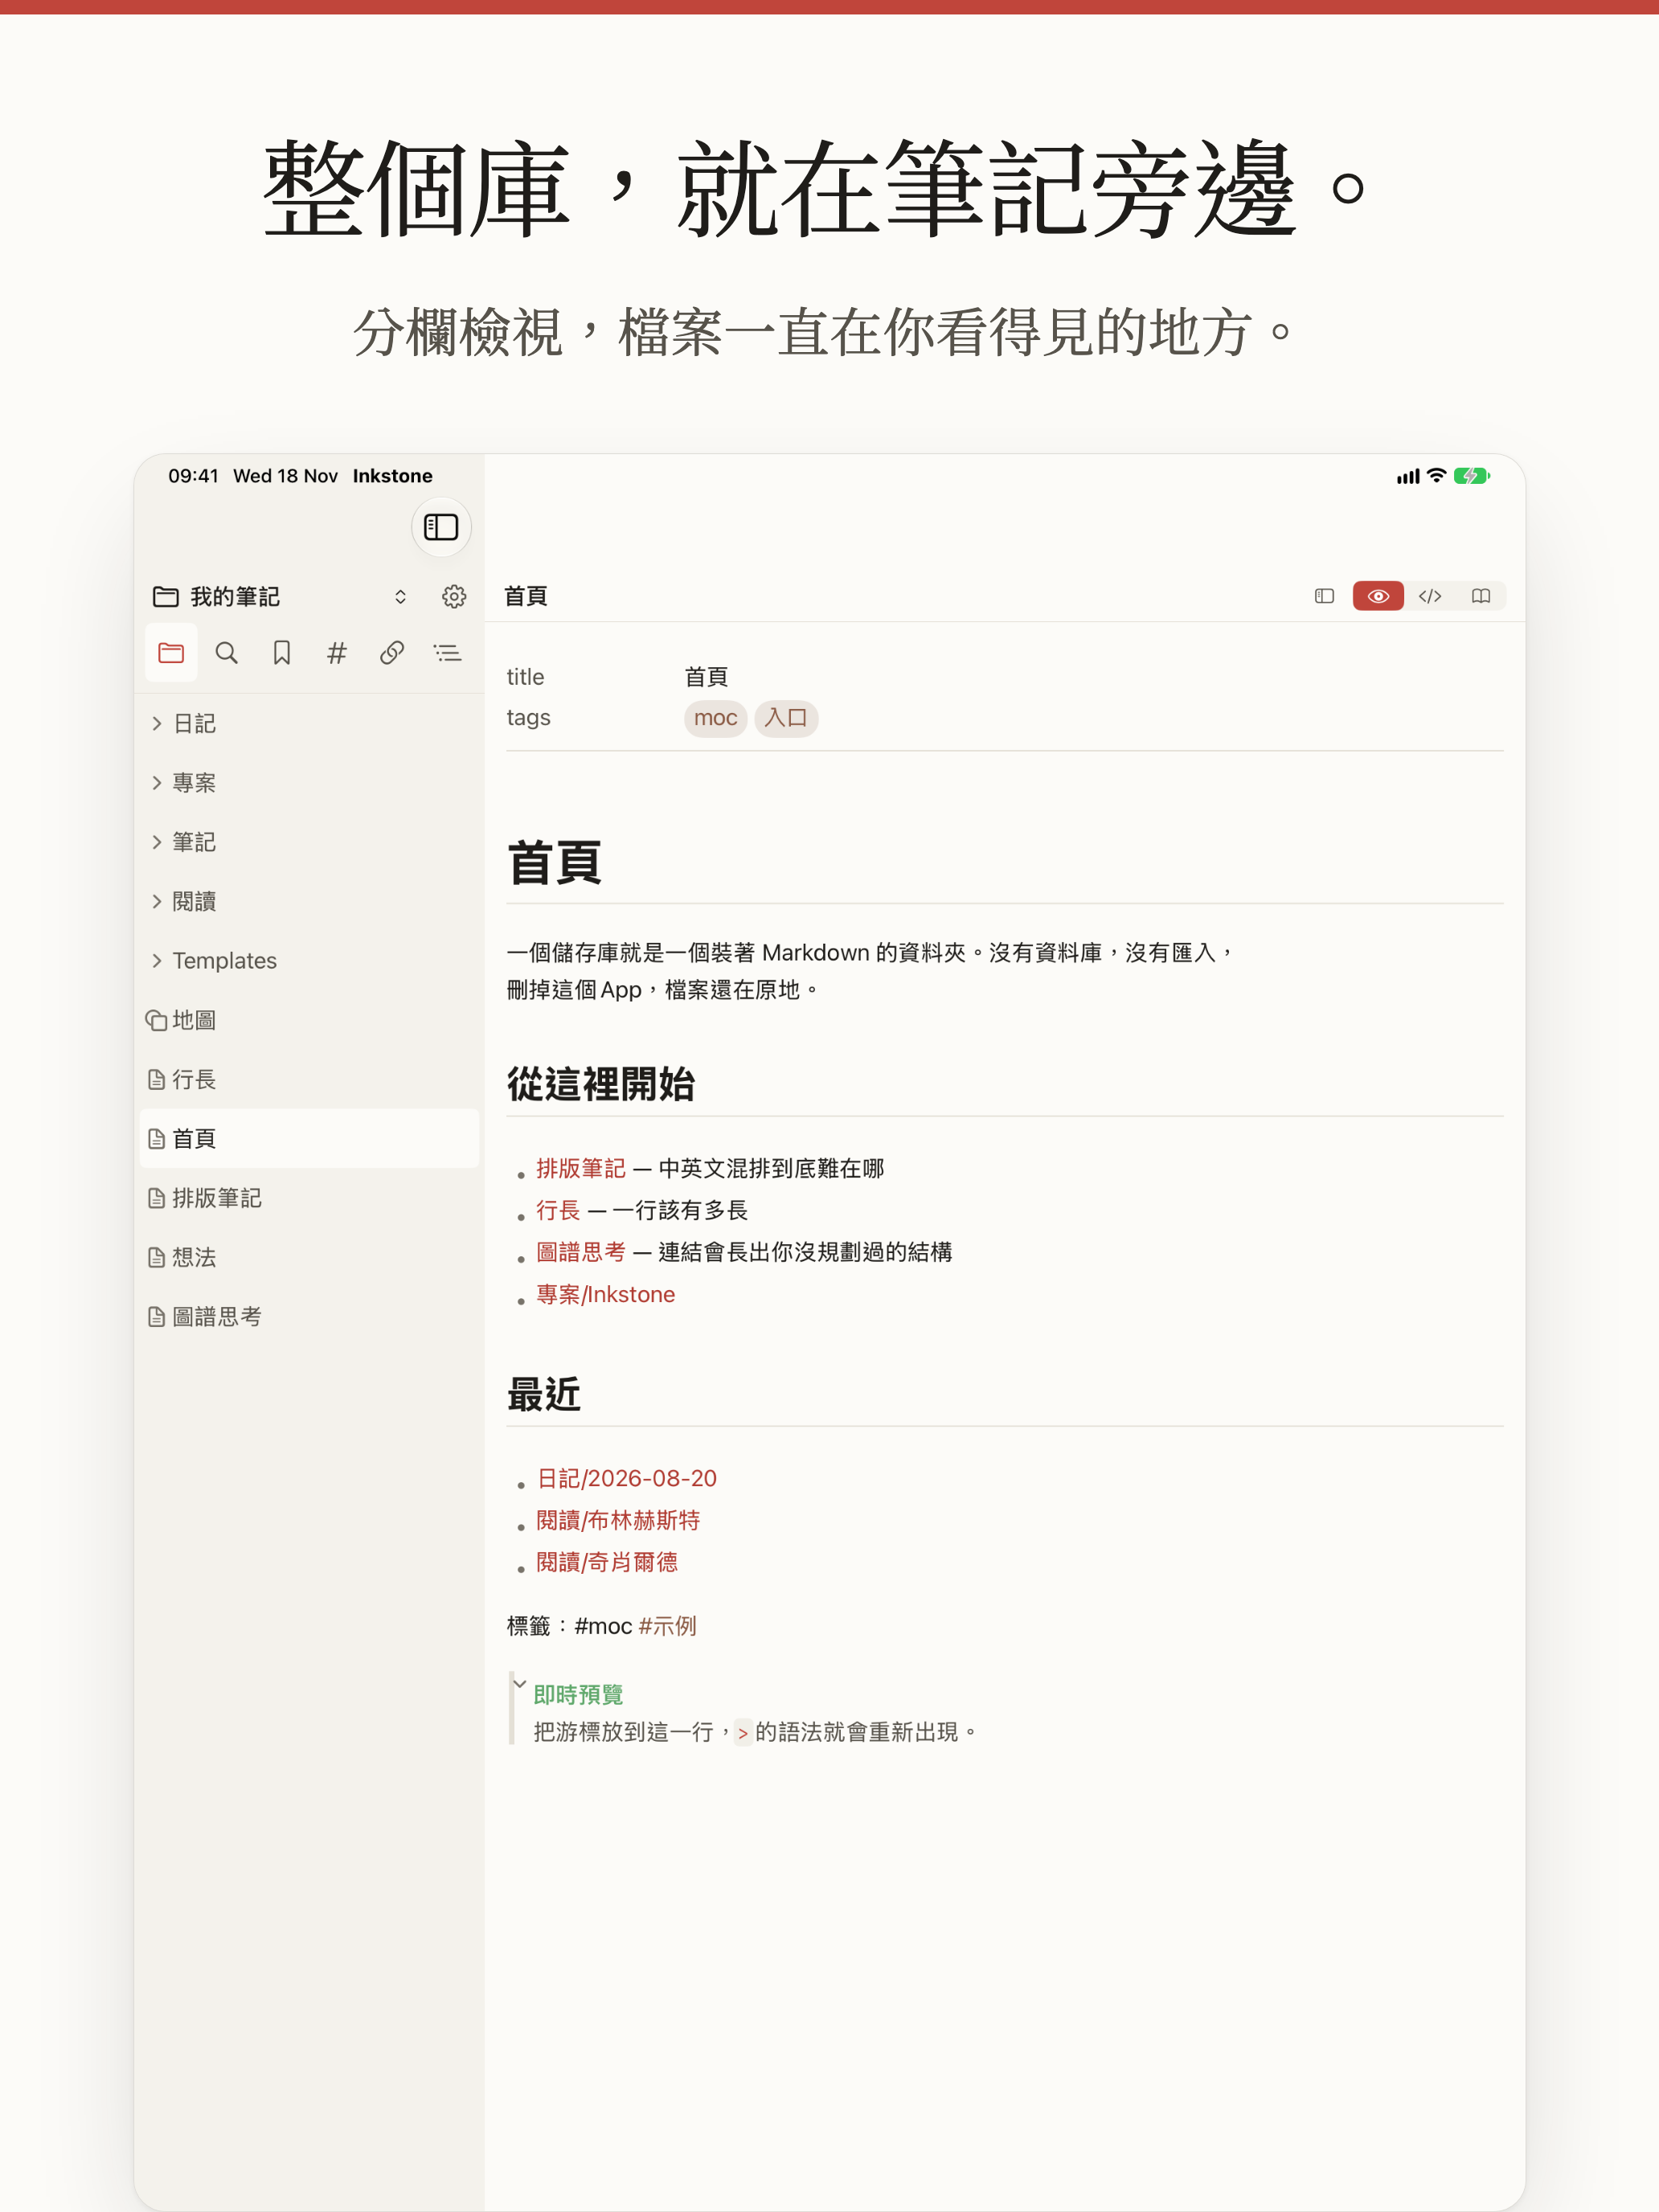 整個庫，就在筆記旁邊。
分欄檢視，檔案一直在你看得見的地方。
09:41 Wed 18 Nov Inkstone
我的筆記
日記
專案
筆記
閱讀
Templates
地圖
行長
首頁
排版筆記
想法
圖譜思考
首頁
title 首頁
tags moc 入口
首頁
一個儲存庫就是一個裝著 Markdown 的資料夾。沒有資料庫，沒有匯入，
刪掉這個 App，檔案還在原地。
從這裡開始
• 排版筆記 — 中英文混排到底難在哪
• 行長 — 一行該有多長
• 圖譜思考 — 連結會長出你沒規劃過的結構
• 專案/Inkstone
最近
• 日記/2026-08-20
• 閱讀/布林赫斯特
• 閱讀/奇肖爾德
標籤：#moc #示例
即時預覽
把游標放到這一行，> 的語法就會重新出現。